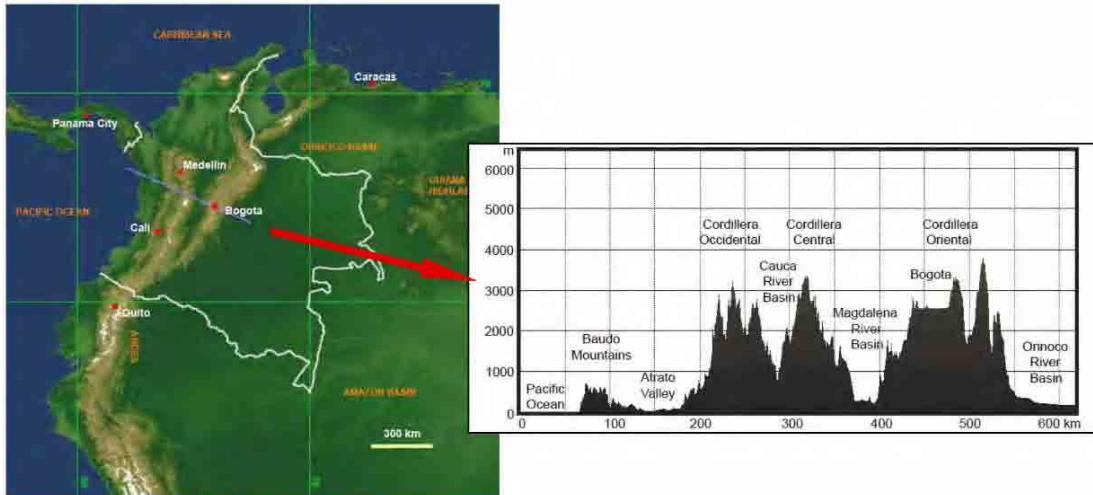 CARRIBEAN SEA
Caracas
Panama City
ORINOCO BASIN
Medellin
PACIFIC OCEAN
Bogota
Cali
Quito
ANDES
AMAZON BASIN
300 km
m
6000
5000
4000
3000
2000
1000
0
Cordillera
Occidental
Cordillera
Central
Cordillera
Oriental
Cauca
River
Basin
Bogota
Magdalena
River
Basin
Baudo
Mountains
Atrato
Valley
Orinoco
River
Basin
Pacific
Ocean
100
200
300
400
500
600 km